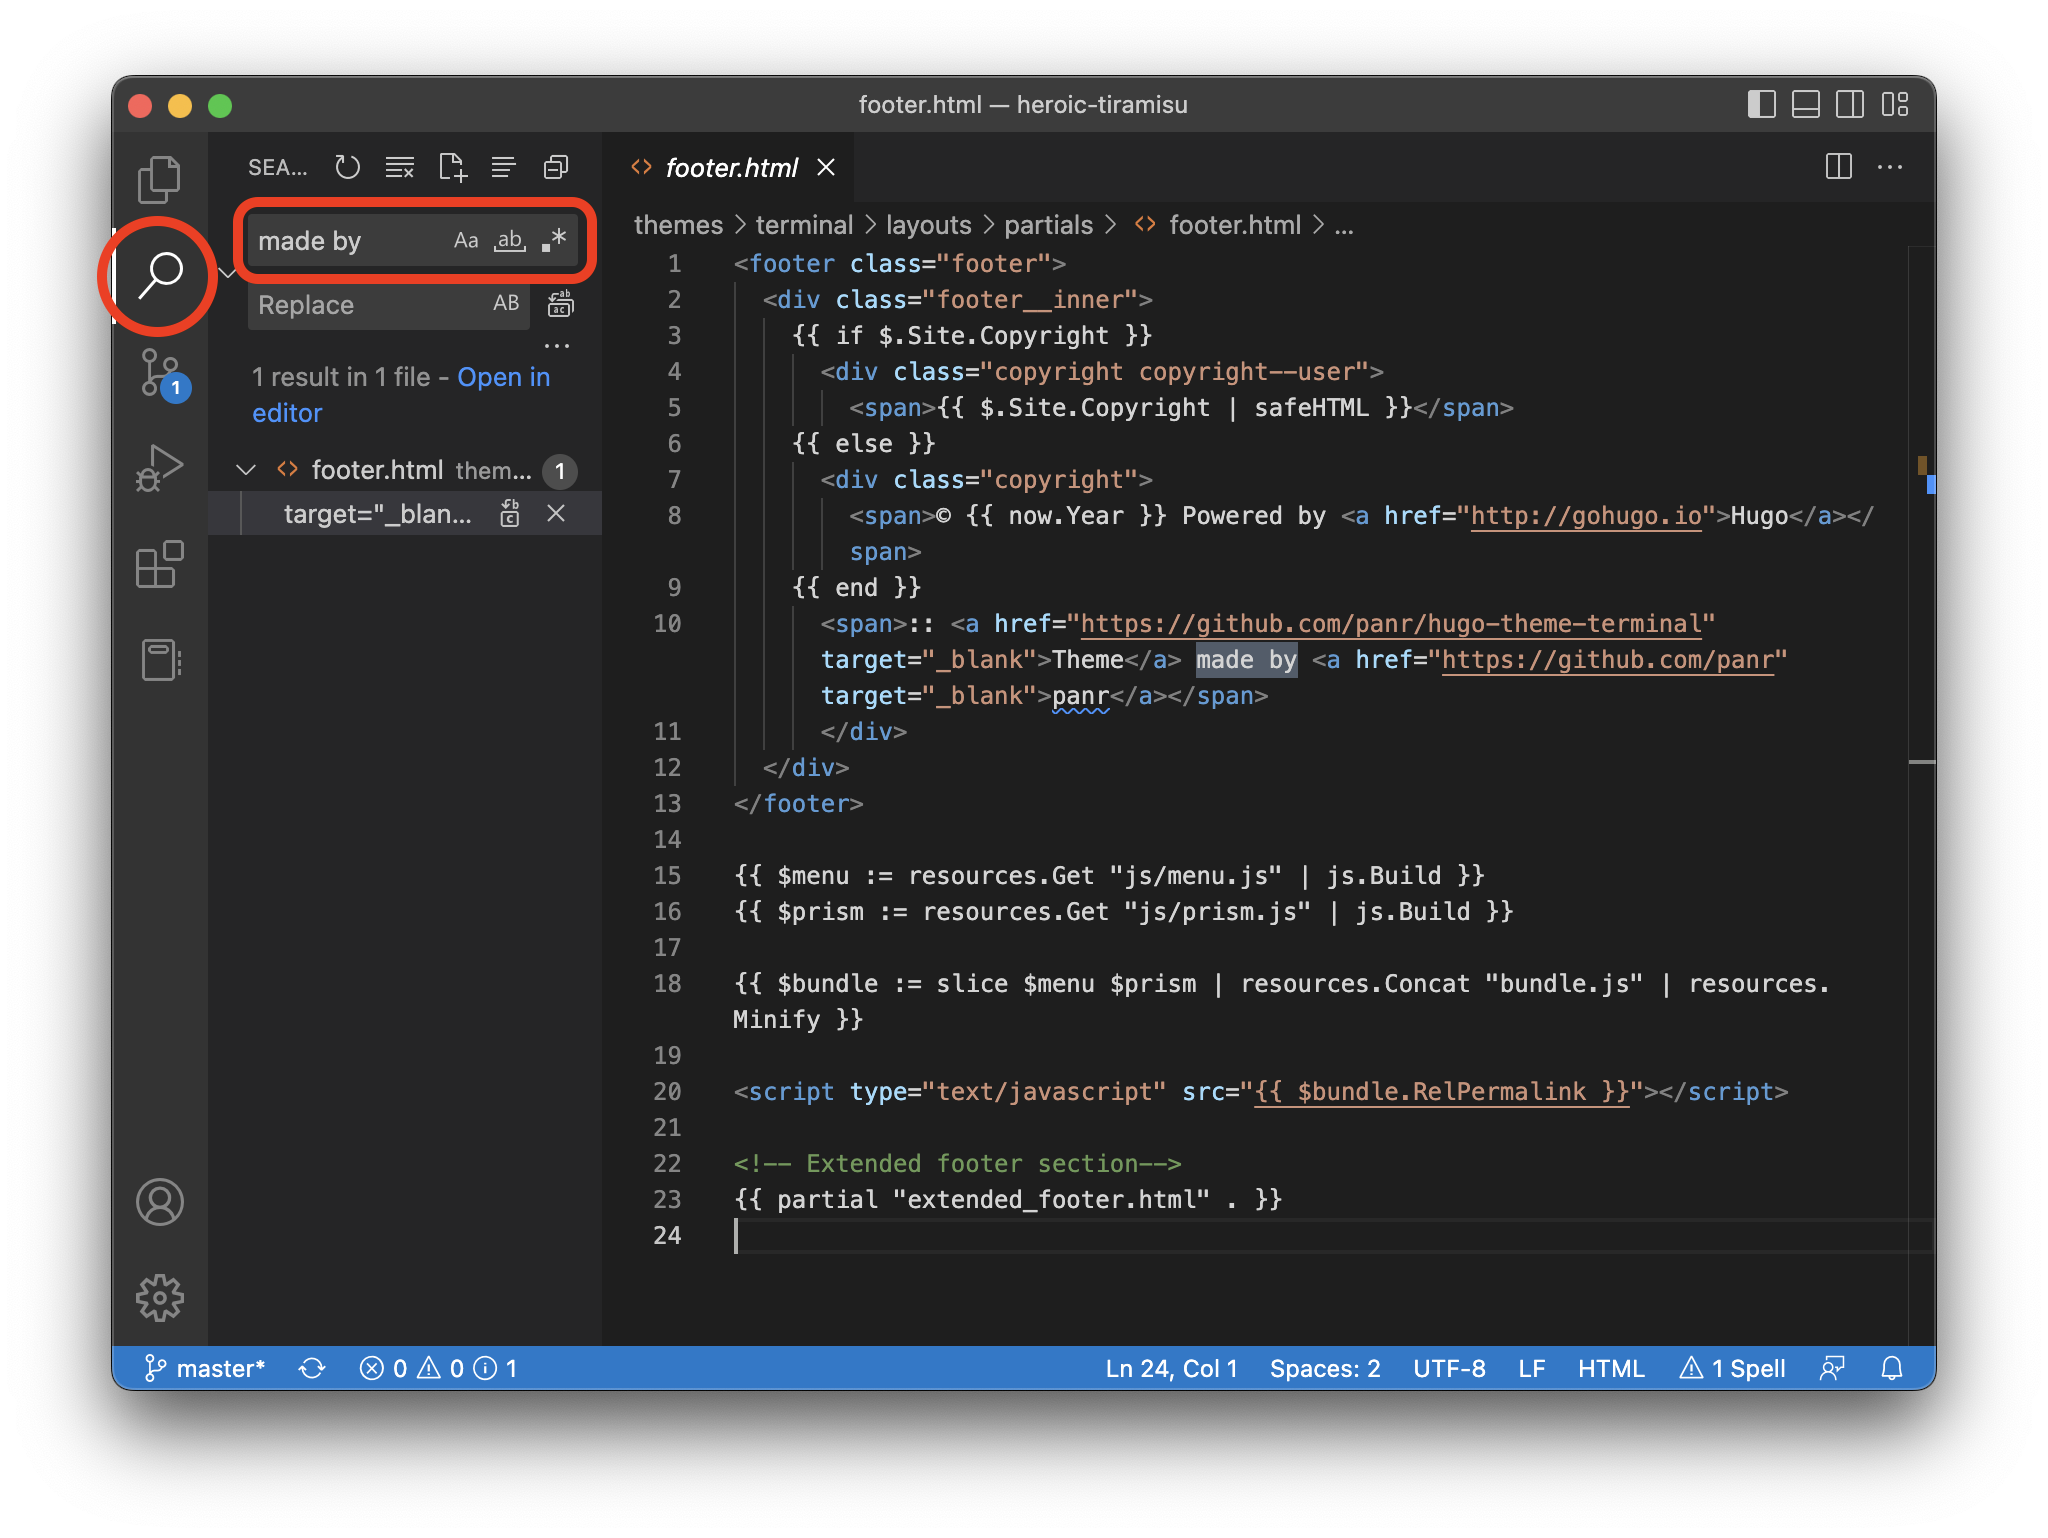 footer.html — heroic-tiramisu
SEA...
made by Aa ab .*
Replace AB
1 result in 1 file - Open in
editor
footer.html them... 1
target="_blan...
1
footer.html
themes > terminal > layouts > partials > <> footer.html > ...
1 <footer class="footer">
2 <div class="footer__inner">
3 {{ if $.Site.Copyright }}
4 <div class="copyright copyright--user">
5 <span>{{ $.Site.Copyright | safeHTML }}</span>
6 {{ else }}
7 <div class="copyright">
8 <span>© {{ now.Year }} Powered by <a href="http://gohugo.io">Hugo</a></
span>
9 {{ end }}
10 <span>:: <a href="https://github.com/panr/hugo-theme-terminal"
target="_blank">Theme</a> made by <a href="https://github.com/panr"
target="_blank">panr</a></span>
11 </div>
12 </div>
13 </footer>
14
15 {{ $menu := resources.Get "js/menu.js" | js.Build }}
16 {{ $prism := resources.Get "js/prism.js" | js.Build }}
17
18 {{ $bundle := slice $menu $prism | resources.Concat "bundle.js" | resources.
Minify }}
19
20 <script type="text/javascript" src="{{ $bundle.RelPermalink }}"></script>
21
22 <!-- Extended footer section-->
23 {{ partial "extended_footer.html" . }}
24
master* 0 0 1 Ln 24, Col 1 Spaces: 2 UTF-8 LF HTML 1 Spell